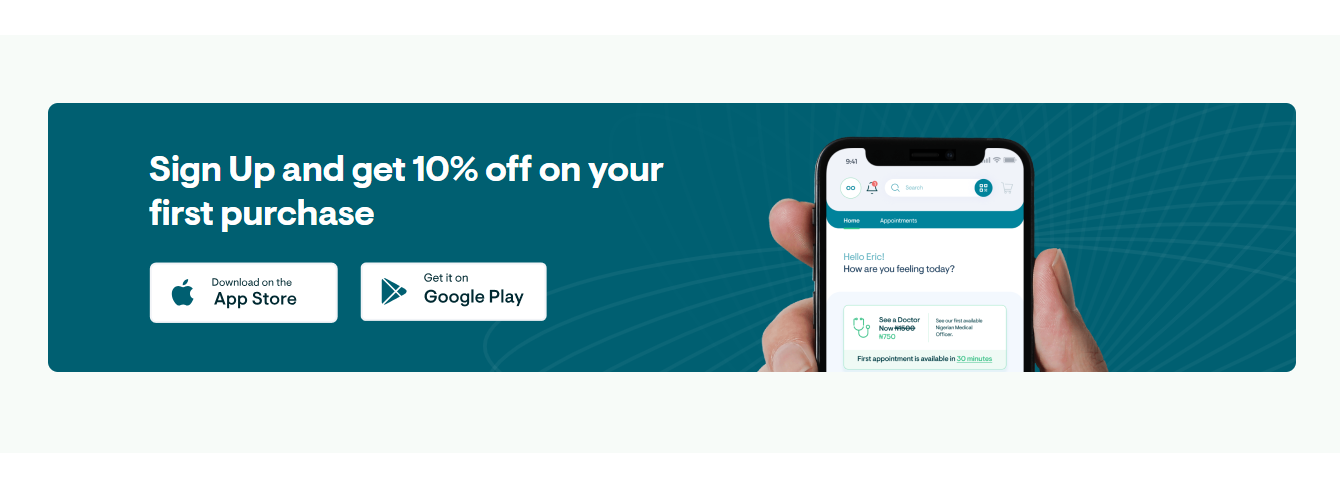 Sign Up and get 10% off on your
first purchase
Download on the
App Store
Get it on
Google Play
9:41
Search
Home Appointments
Hello Eric!
How are you feeling today?
See a Doctor
Now ₦1500
₦750
See our first available
Nigerian Medical
Officer.
First appointment is available in 30 minutes